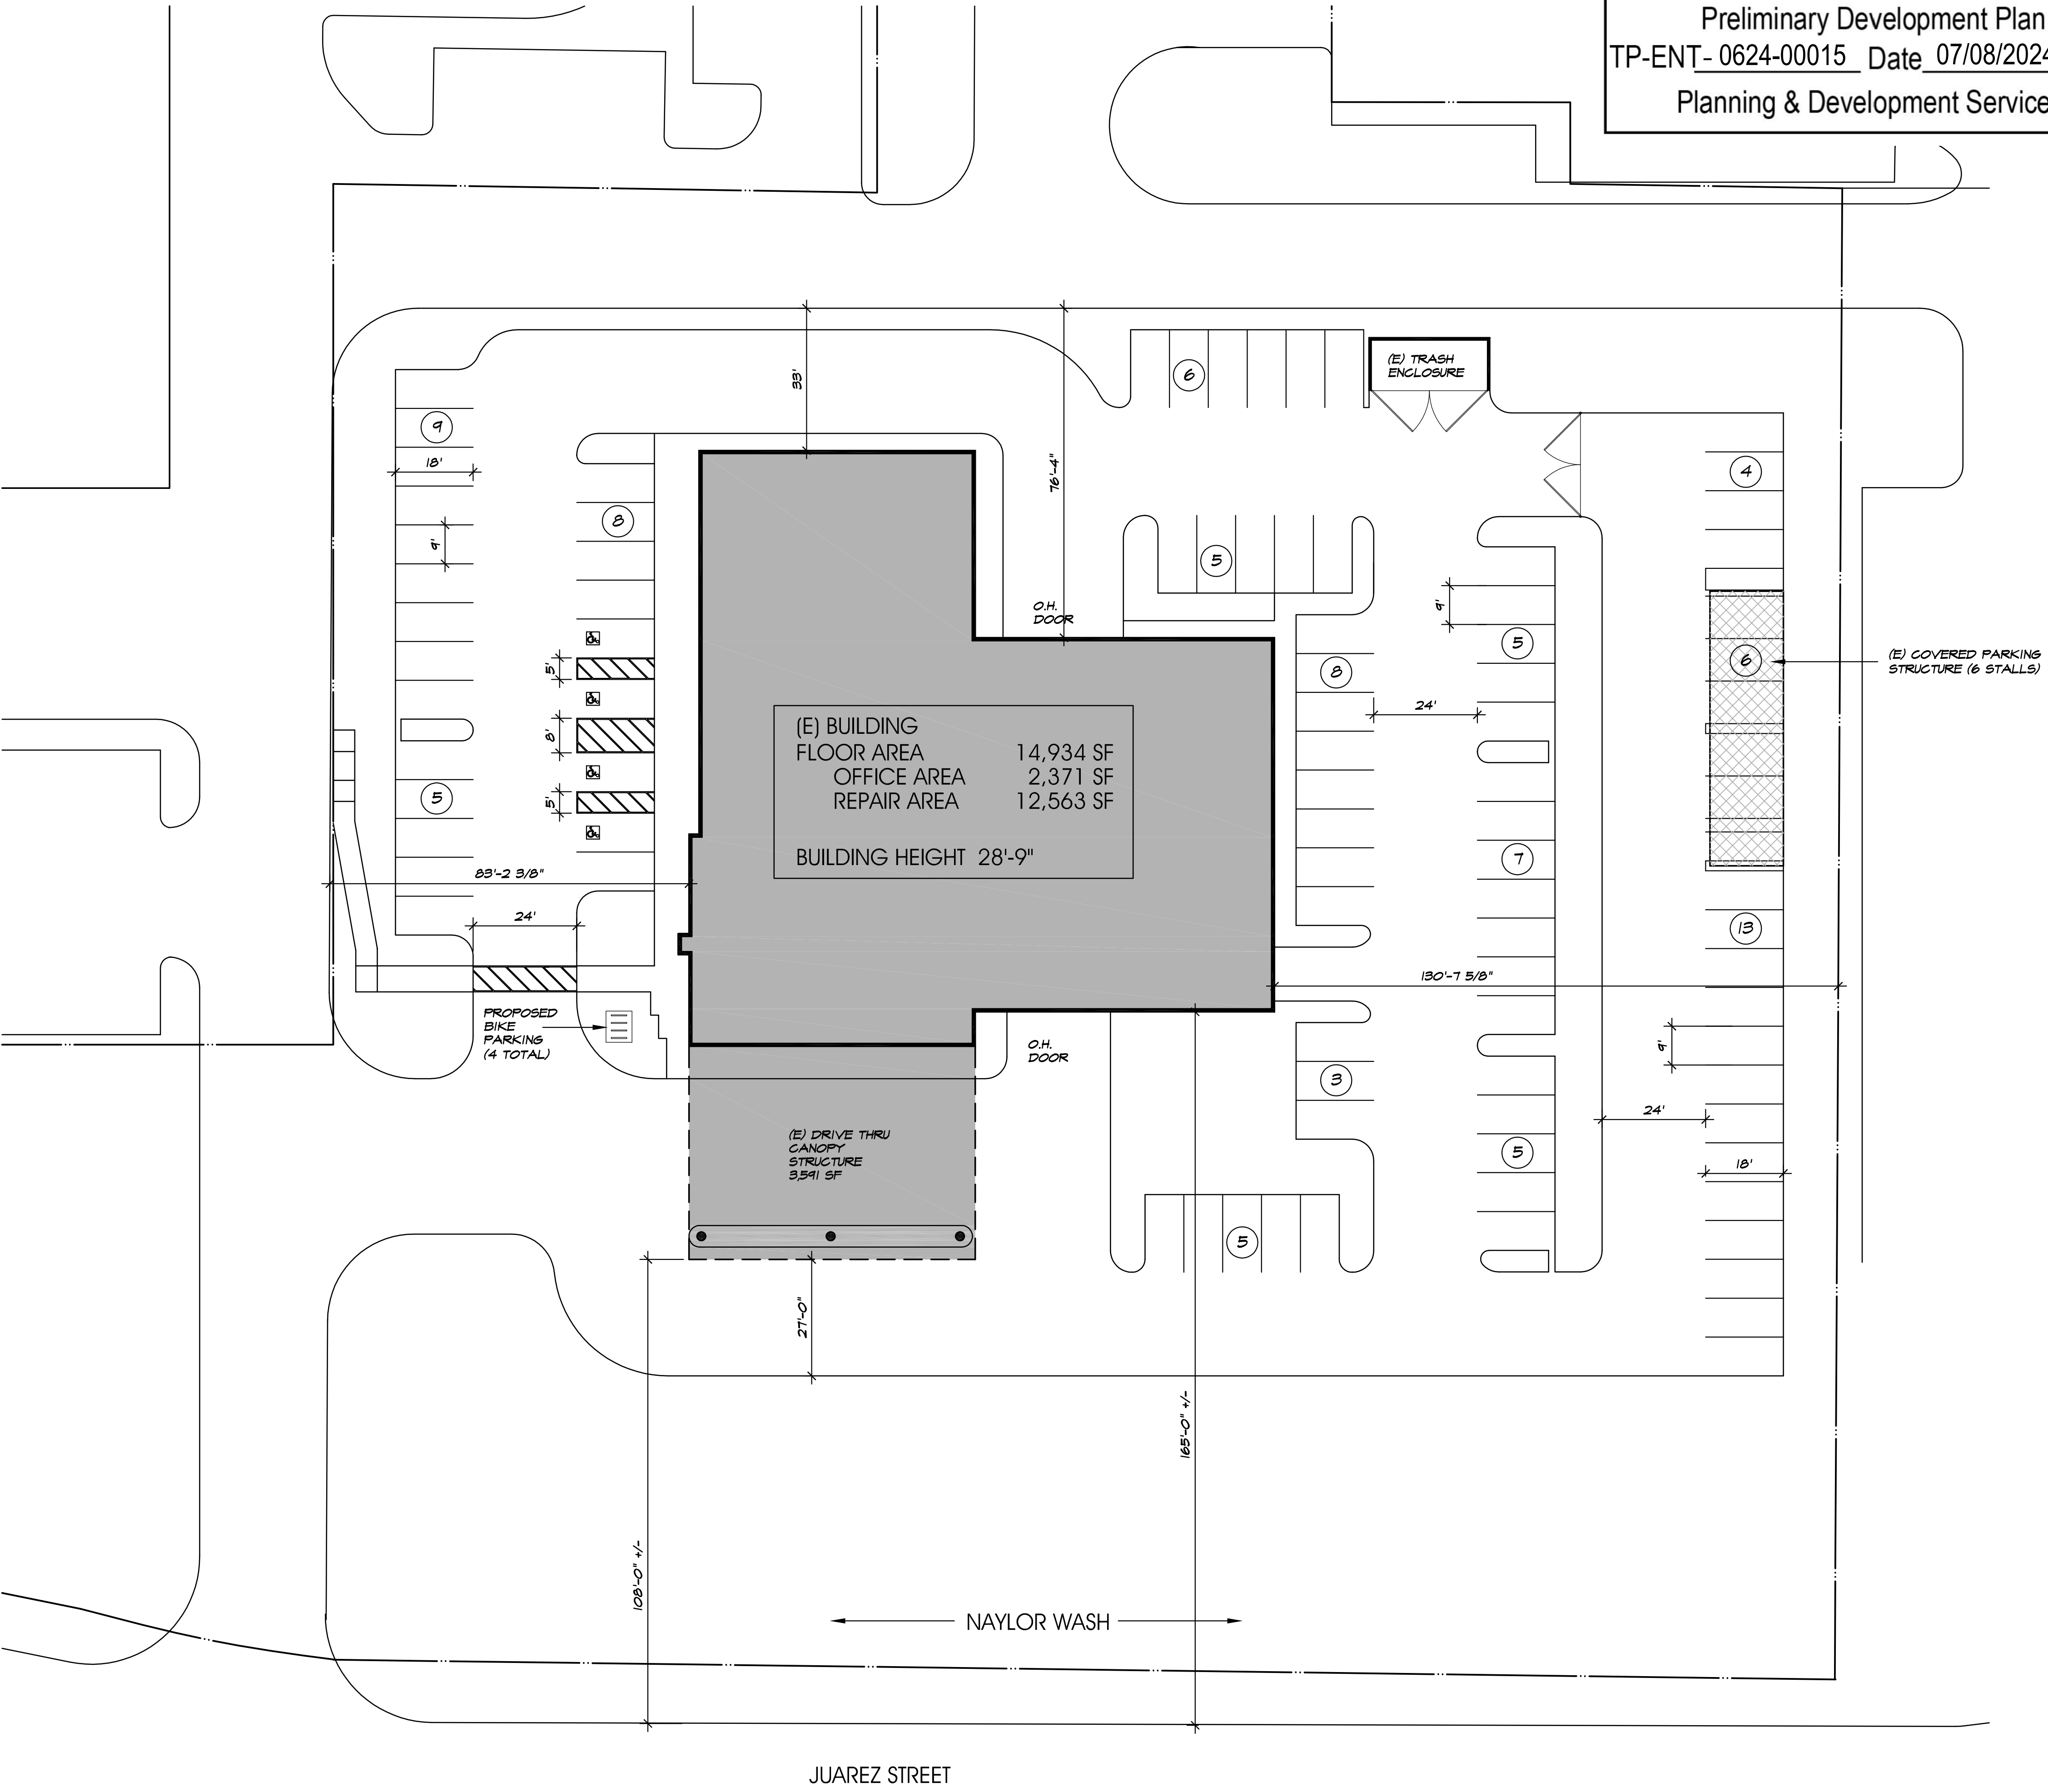 Preliminary Development Plan
TP-ENT- 0624-00015 Date 07/08/2024
Planning & Development Service
33'
6
(E) TRASH
ENCLOSURE
9
18'
4
76'-4"
8
9'
5
O.H.
DOOR
9'
5
5'
8
6
(E) COVERED PARKING
STRUCTURE (6 STALLS)
24'
8'
(E) BUILDING
FLOOR AREA 14,934 SF
OFFICE AREA 2,371 SF
REPAIR AREA 12,563 SF
BUILDING HEIGHT 28'-9"
5
5'
7
83'-2 3/8"
24'
13
130'-7 5/8"
PROPOSED
BIKE
PARKING
(4 TOTAL)
O.H.
DOOR
9'
3
24'
(E) DRIVE THRU
CANOPY
STRUCTURE
3,591 SF
5
18'
5
27'-0"
165'-0" +/-
108'-0" +/-
NAYLOR WASH
JUAREZ STREET